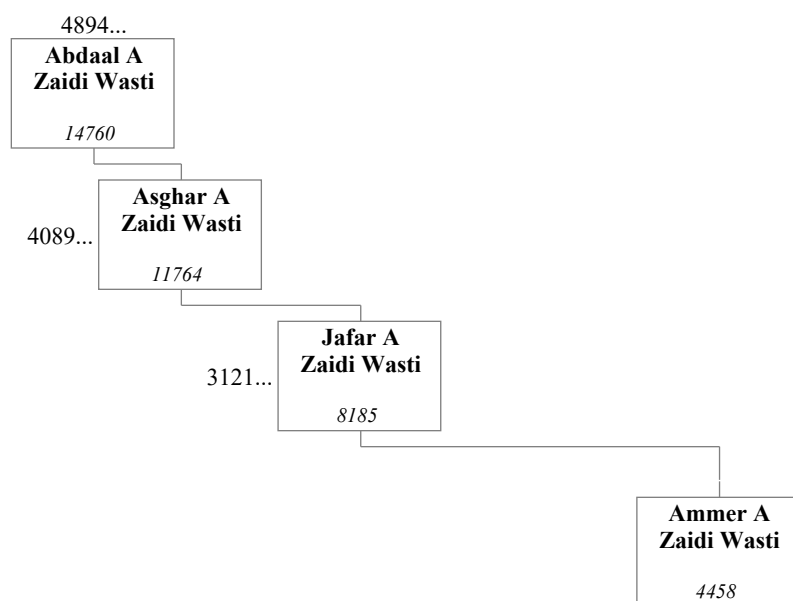 4894...
Abdaal A
Zaidi Wasti
14760
Asghar A
Zaidi Wasti
4089...
11764
Jafar A
Zaidi Wasti
3121...
8185
Ammer A
Zaidi Wasti
4458